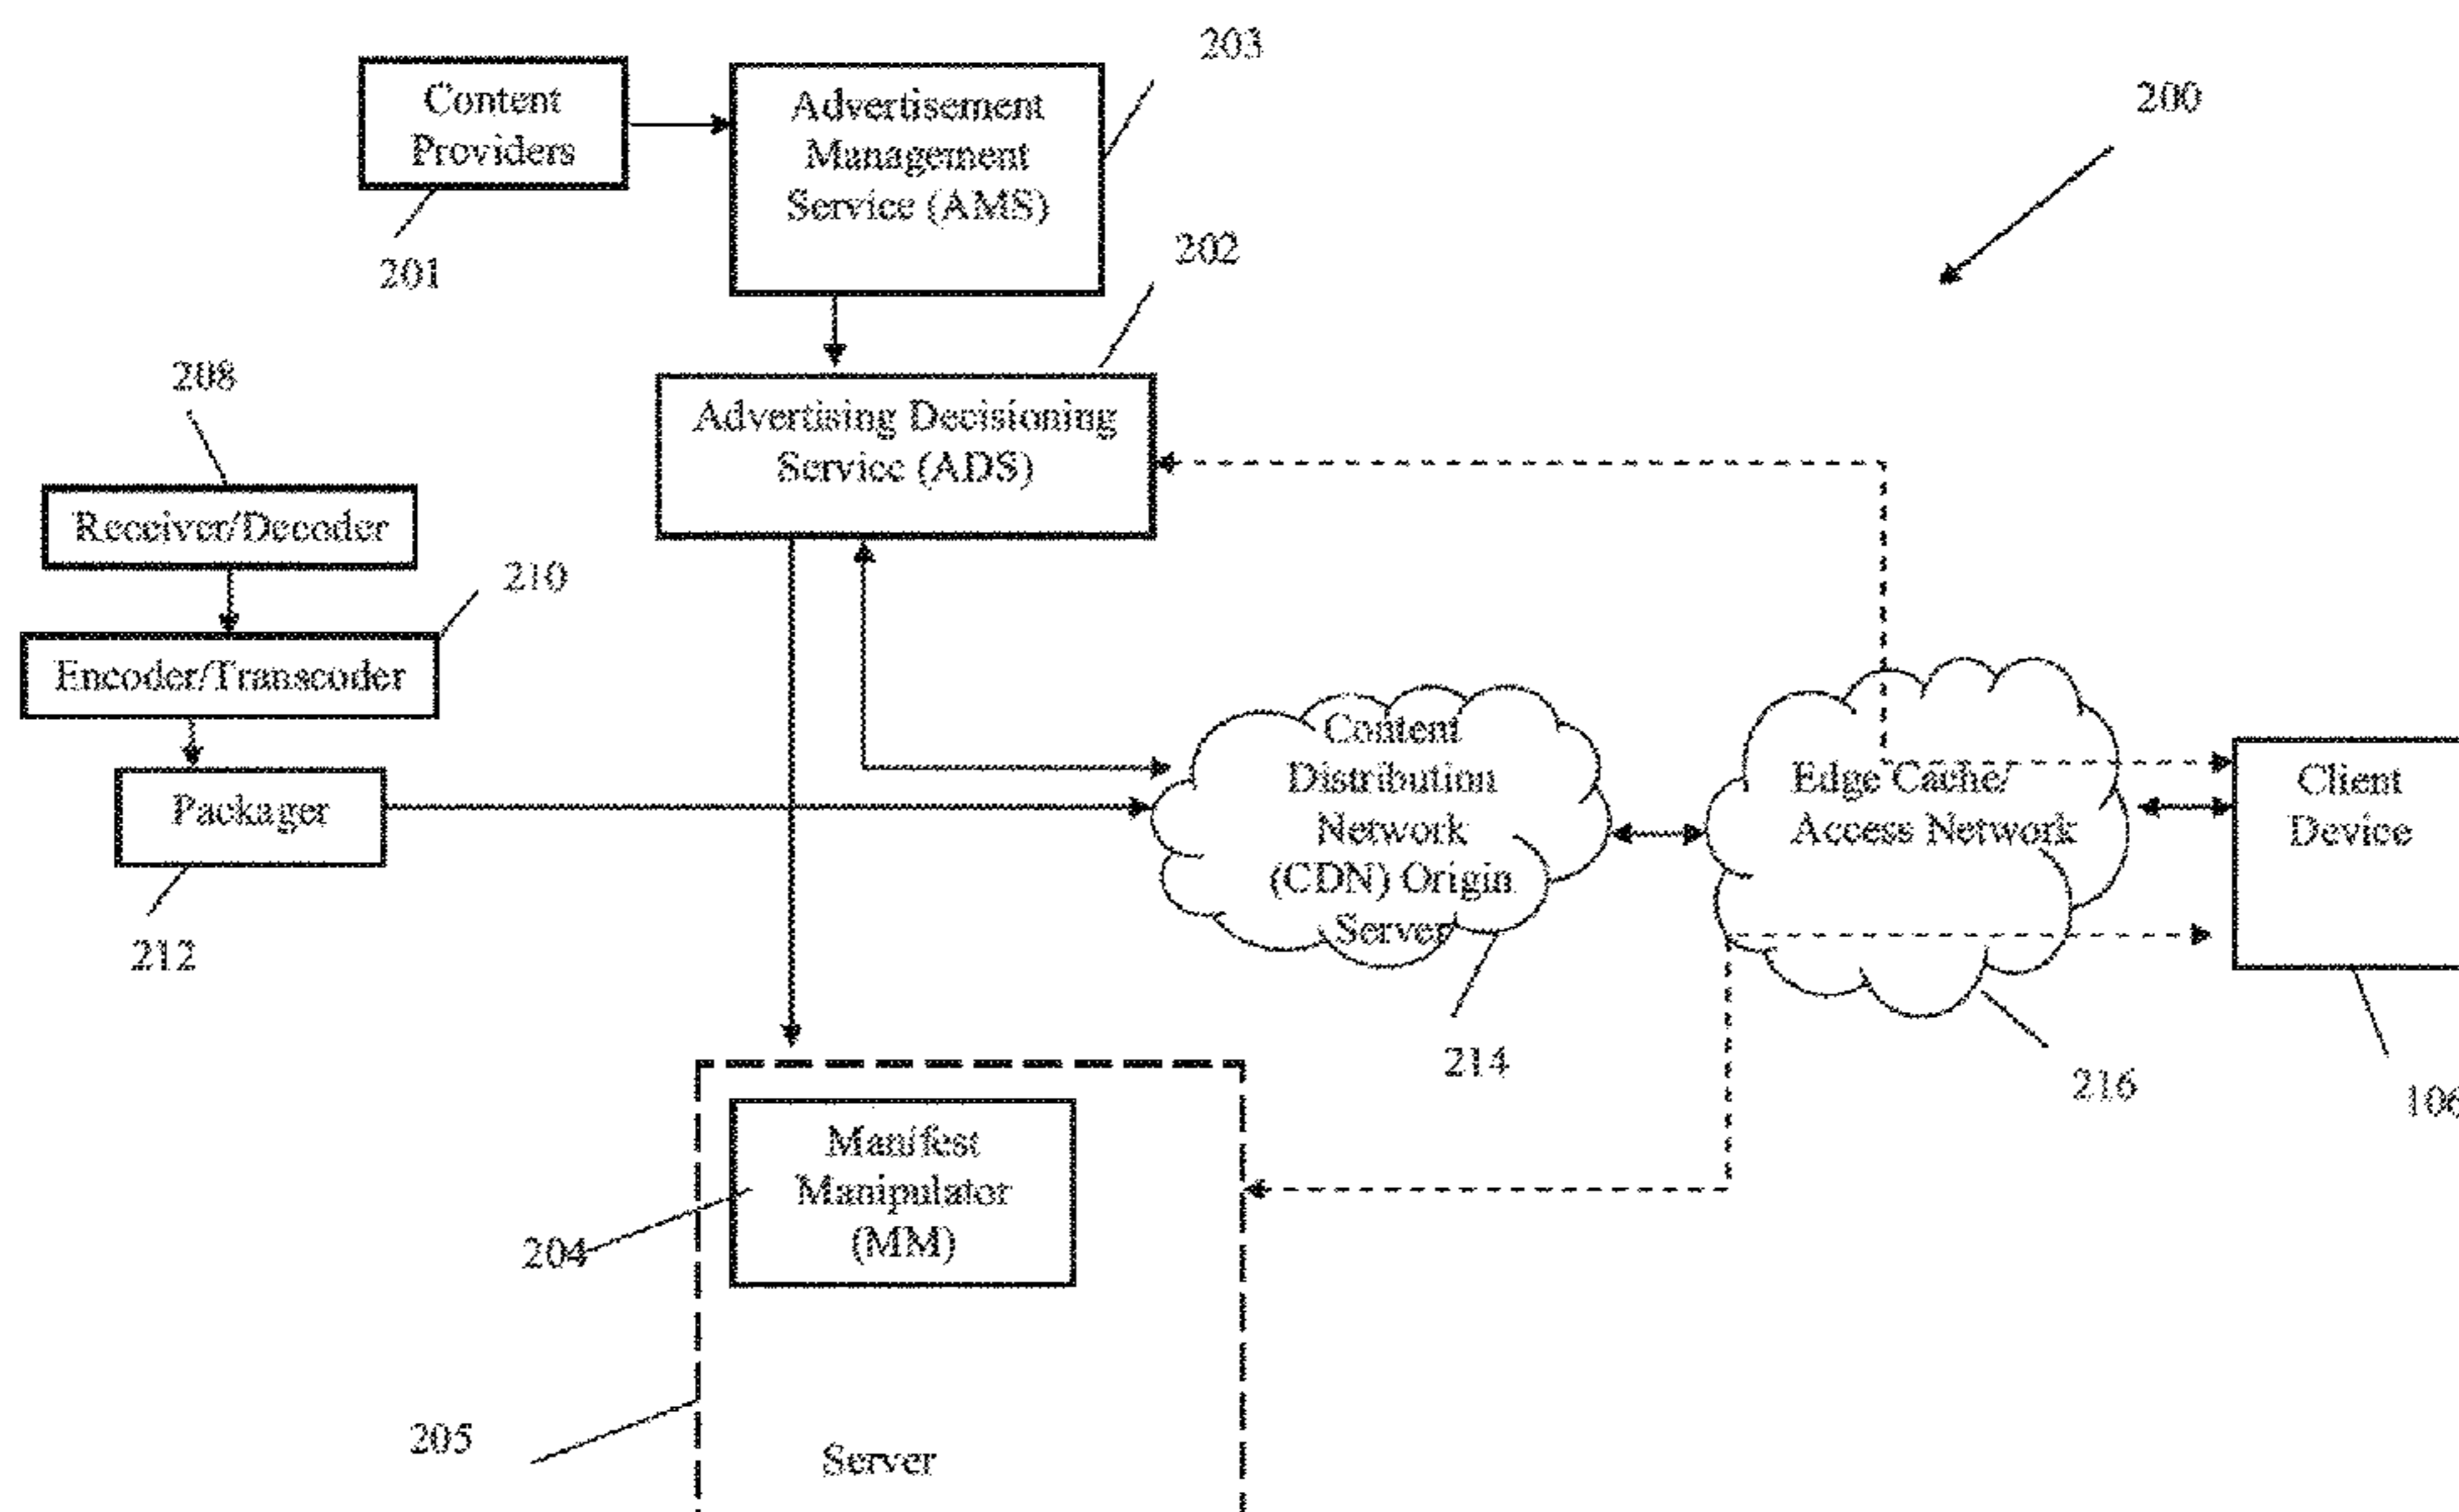 203
200
Content
Providers
Advertisement
Management
Service (AMS)
201
202
208
Advertising Decisioning
Service (ADS)
Receiver/Decoder
210
Encoder/Transcoder
Packager
212
Content
Distribution
Network
(CDN) Origin
Server
214
Edge Cache/
Access Network
216
Client
Device
106
Manifest
Manipulator
(MM)
204
205
Server